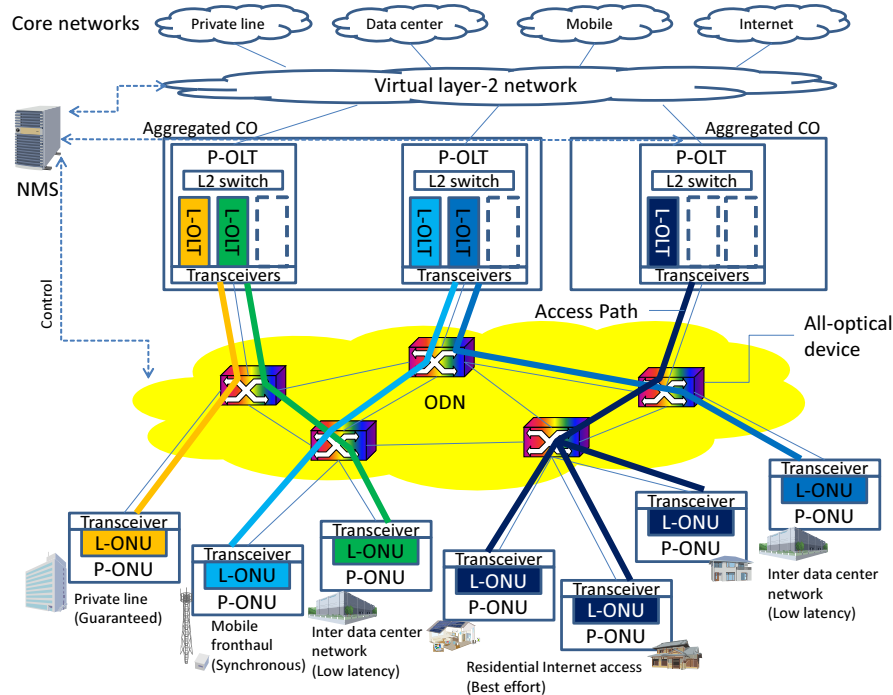 Core networks
Private line
Data center
Mobile
Internet
Virtual layer-2 network
NMS
Control
Aggregated CO
Aggregated CO
P-OLT
L2 switch
L-OLT
L-OLT
Transceivers
P-OLT
L2 switch
L-OLT
L-OLT
Transceivers
P-OLT
L2 switch
L-OLT
Transceivers
Access Path
All-optical
device
ODN
Transceiver
L-ONU
P-ONU
Private line
(Guaranteed)
Transceiver
L-ONU
P-ONU
Mobile
fronthaul
(Synchronous)
Transceiver
L-ONU
P-ONU
Inter data center
network
(Low latency)
Transceiver
L-ONU
P-ONU
Transceiver
L-ONU
P-ONU
Residential Internet access
(Best effort)
Transceiver
L-ONU
P-ONU
Transceiver
L-ONU
P-ONU
Inter data center
network
(Low latency)